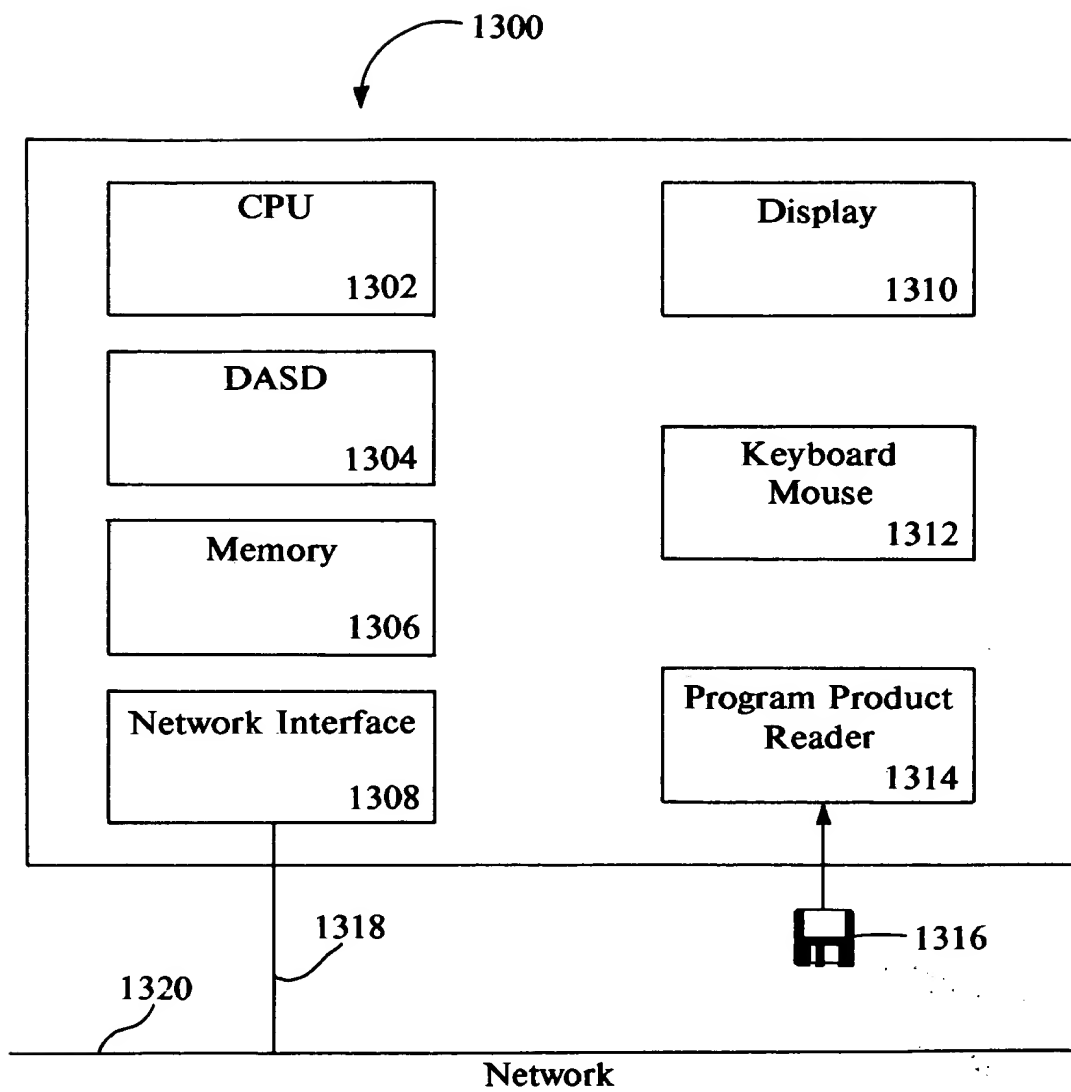 1300
CPU
1302
Display
1310
DASD
1304
Keyboard
Mouse
1312
Memory
1306
Network Interface
1308
Program Product
Reader
1314
1318
1316
1320
Network